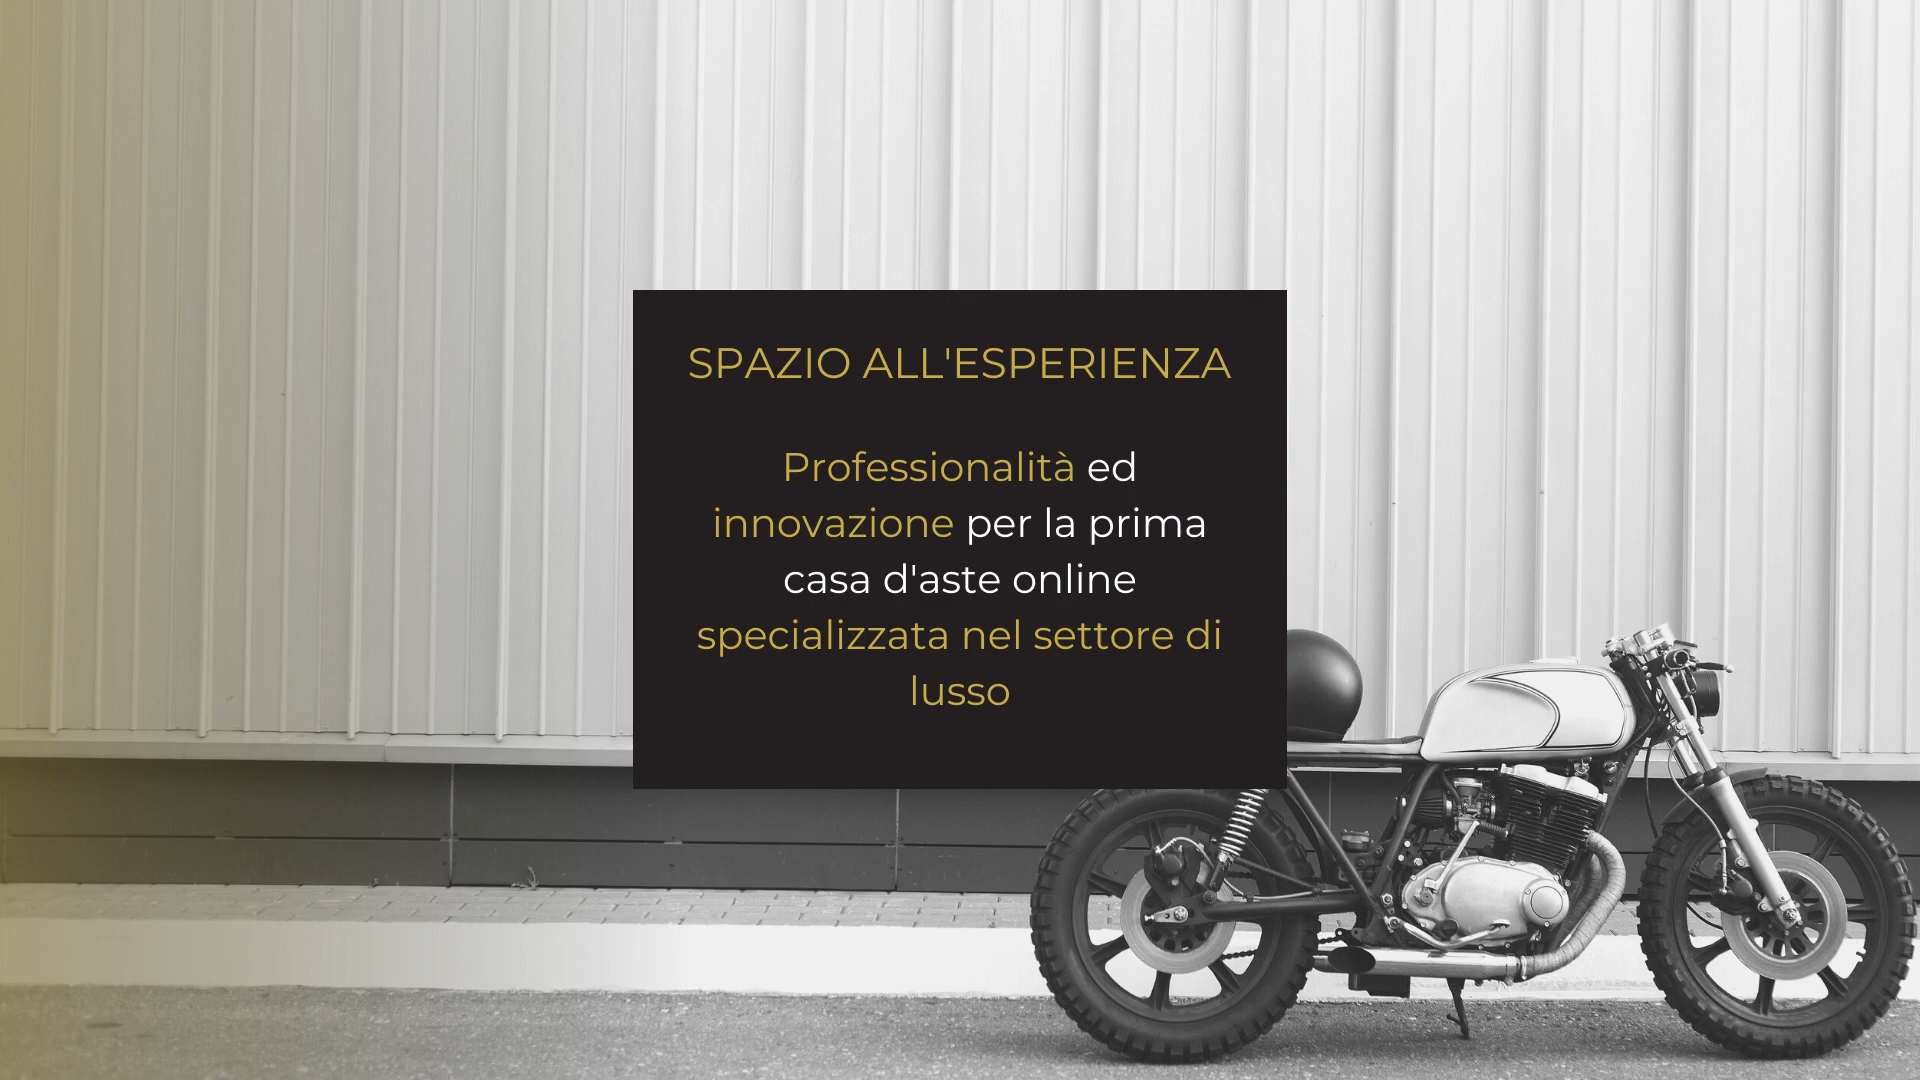 SPAZIO ALL'ESPERIENZA
Professionalità ed
innovazione per la prima
casa d'aste online
specializzata nel settore di
lusso